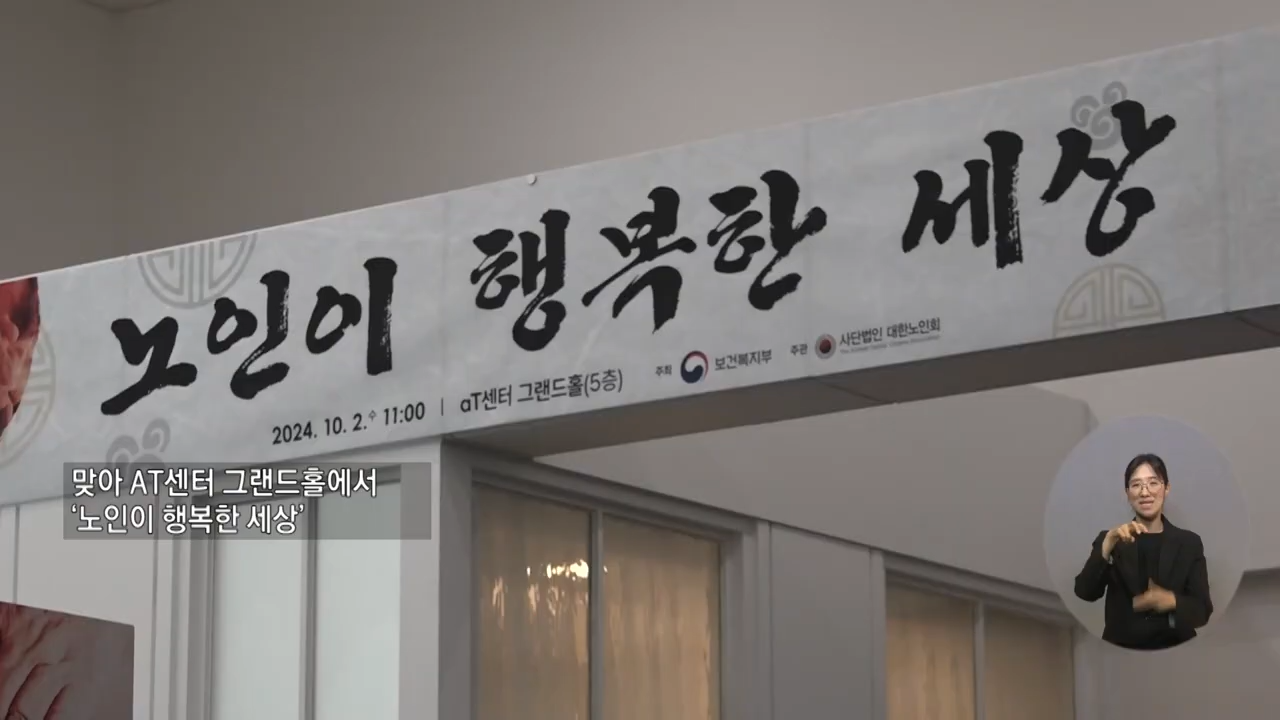 노인이 행복한 세상
2024. 10. 2.수 11:00 | aT센터 그랜드홀(5층) 주최 보건복지부 주관 사단법인 대한노인회
맞아 AT센터 그랜드홀에서
‘노인이 행복한 세상’